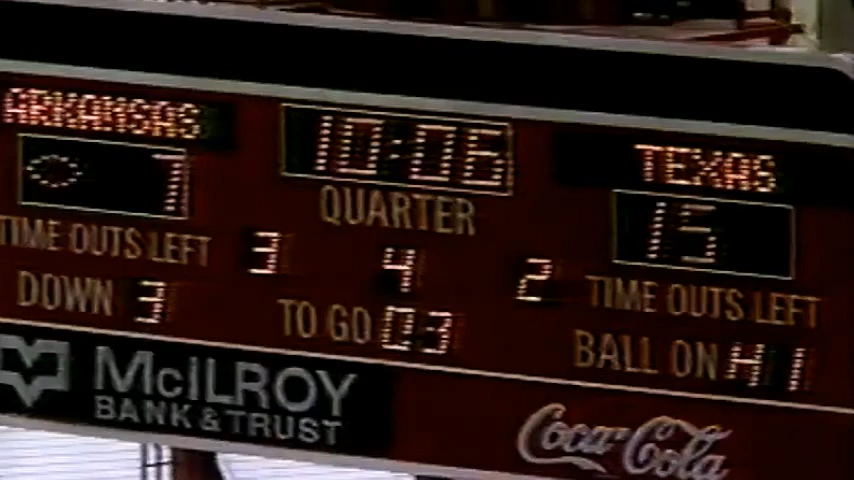 ARKANSAS 10:06 TEXAS
7 QUARTER 15
TIME OUTS LEFT 3 4 2 TIME OUTS LEFT
DOWN 3 TO GO 03 BALL ON H 1
McILROY
BANK & TRUST
Coca-Cola